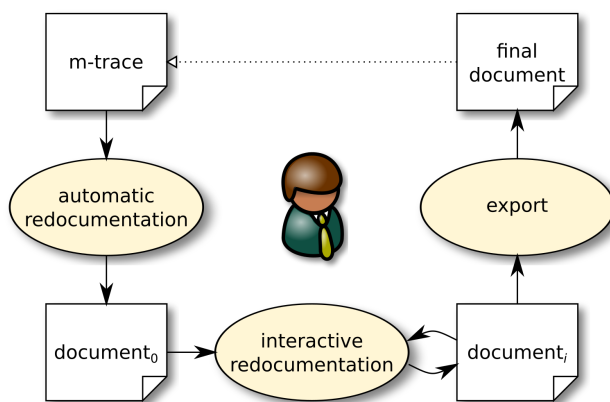 m-trace
final
document
automatic
redocumentation
export
document₀
interactive
redocumentation
documentᵢ